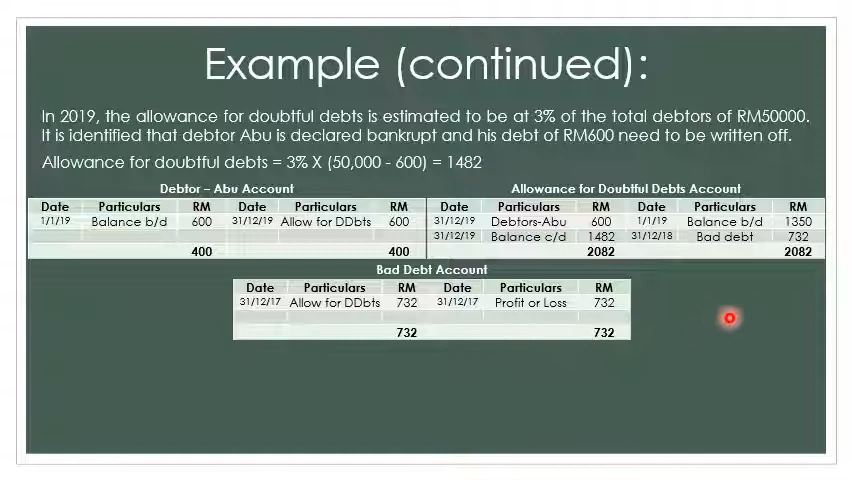 Example (continued):
In 2019, the allowance for doubtful debts is estimated to be at 3% of the total debtors of RM50000.
It is identified that debtor Abu is declared bankrupt and his debt of RM600 need to be written off.
Allowance for doubtful debts = 3% X (50,000 - 600) = 1482
Debtor – Abu Account
Date Particulars RM Date Particulars RM
1/1/19 Balance b/d 600 31/12/19 Allow for DDbts 600
400 400
Allowance for Doubtful Debts Account
Date Particulars RM Date Particulars RM
31/12/19 Debtors-Abu 600 1/1/19 Balance b/d 1350
31/12/19 Balance c/d 1482 31/12/18 Bad debt 732
2082 2082
Bad Debt Account
Date Particulars RM Date Particulars RM
31/12/17 Allow for DDbts 732 31/12/17 Profit or Loss 732
732 732